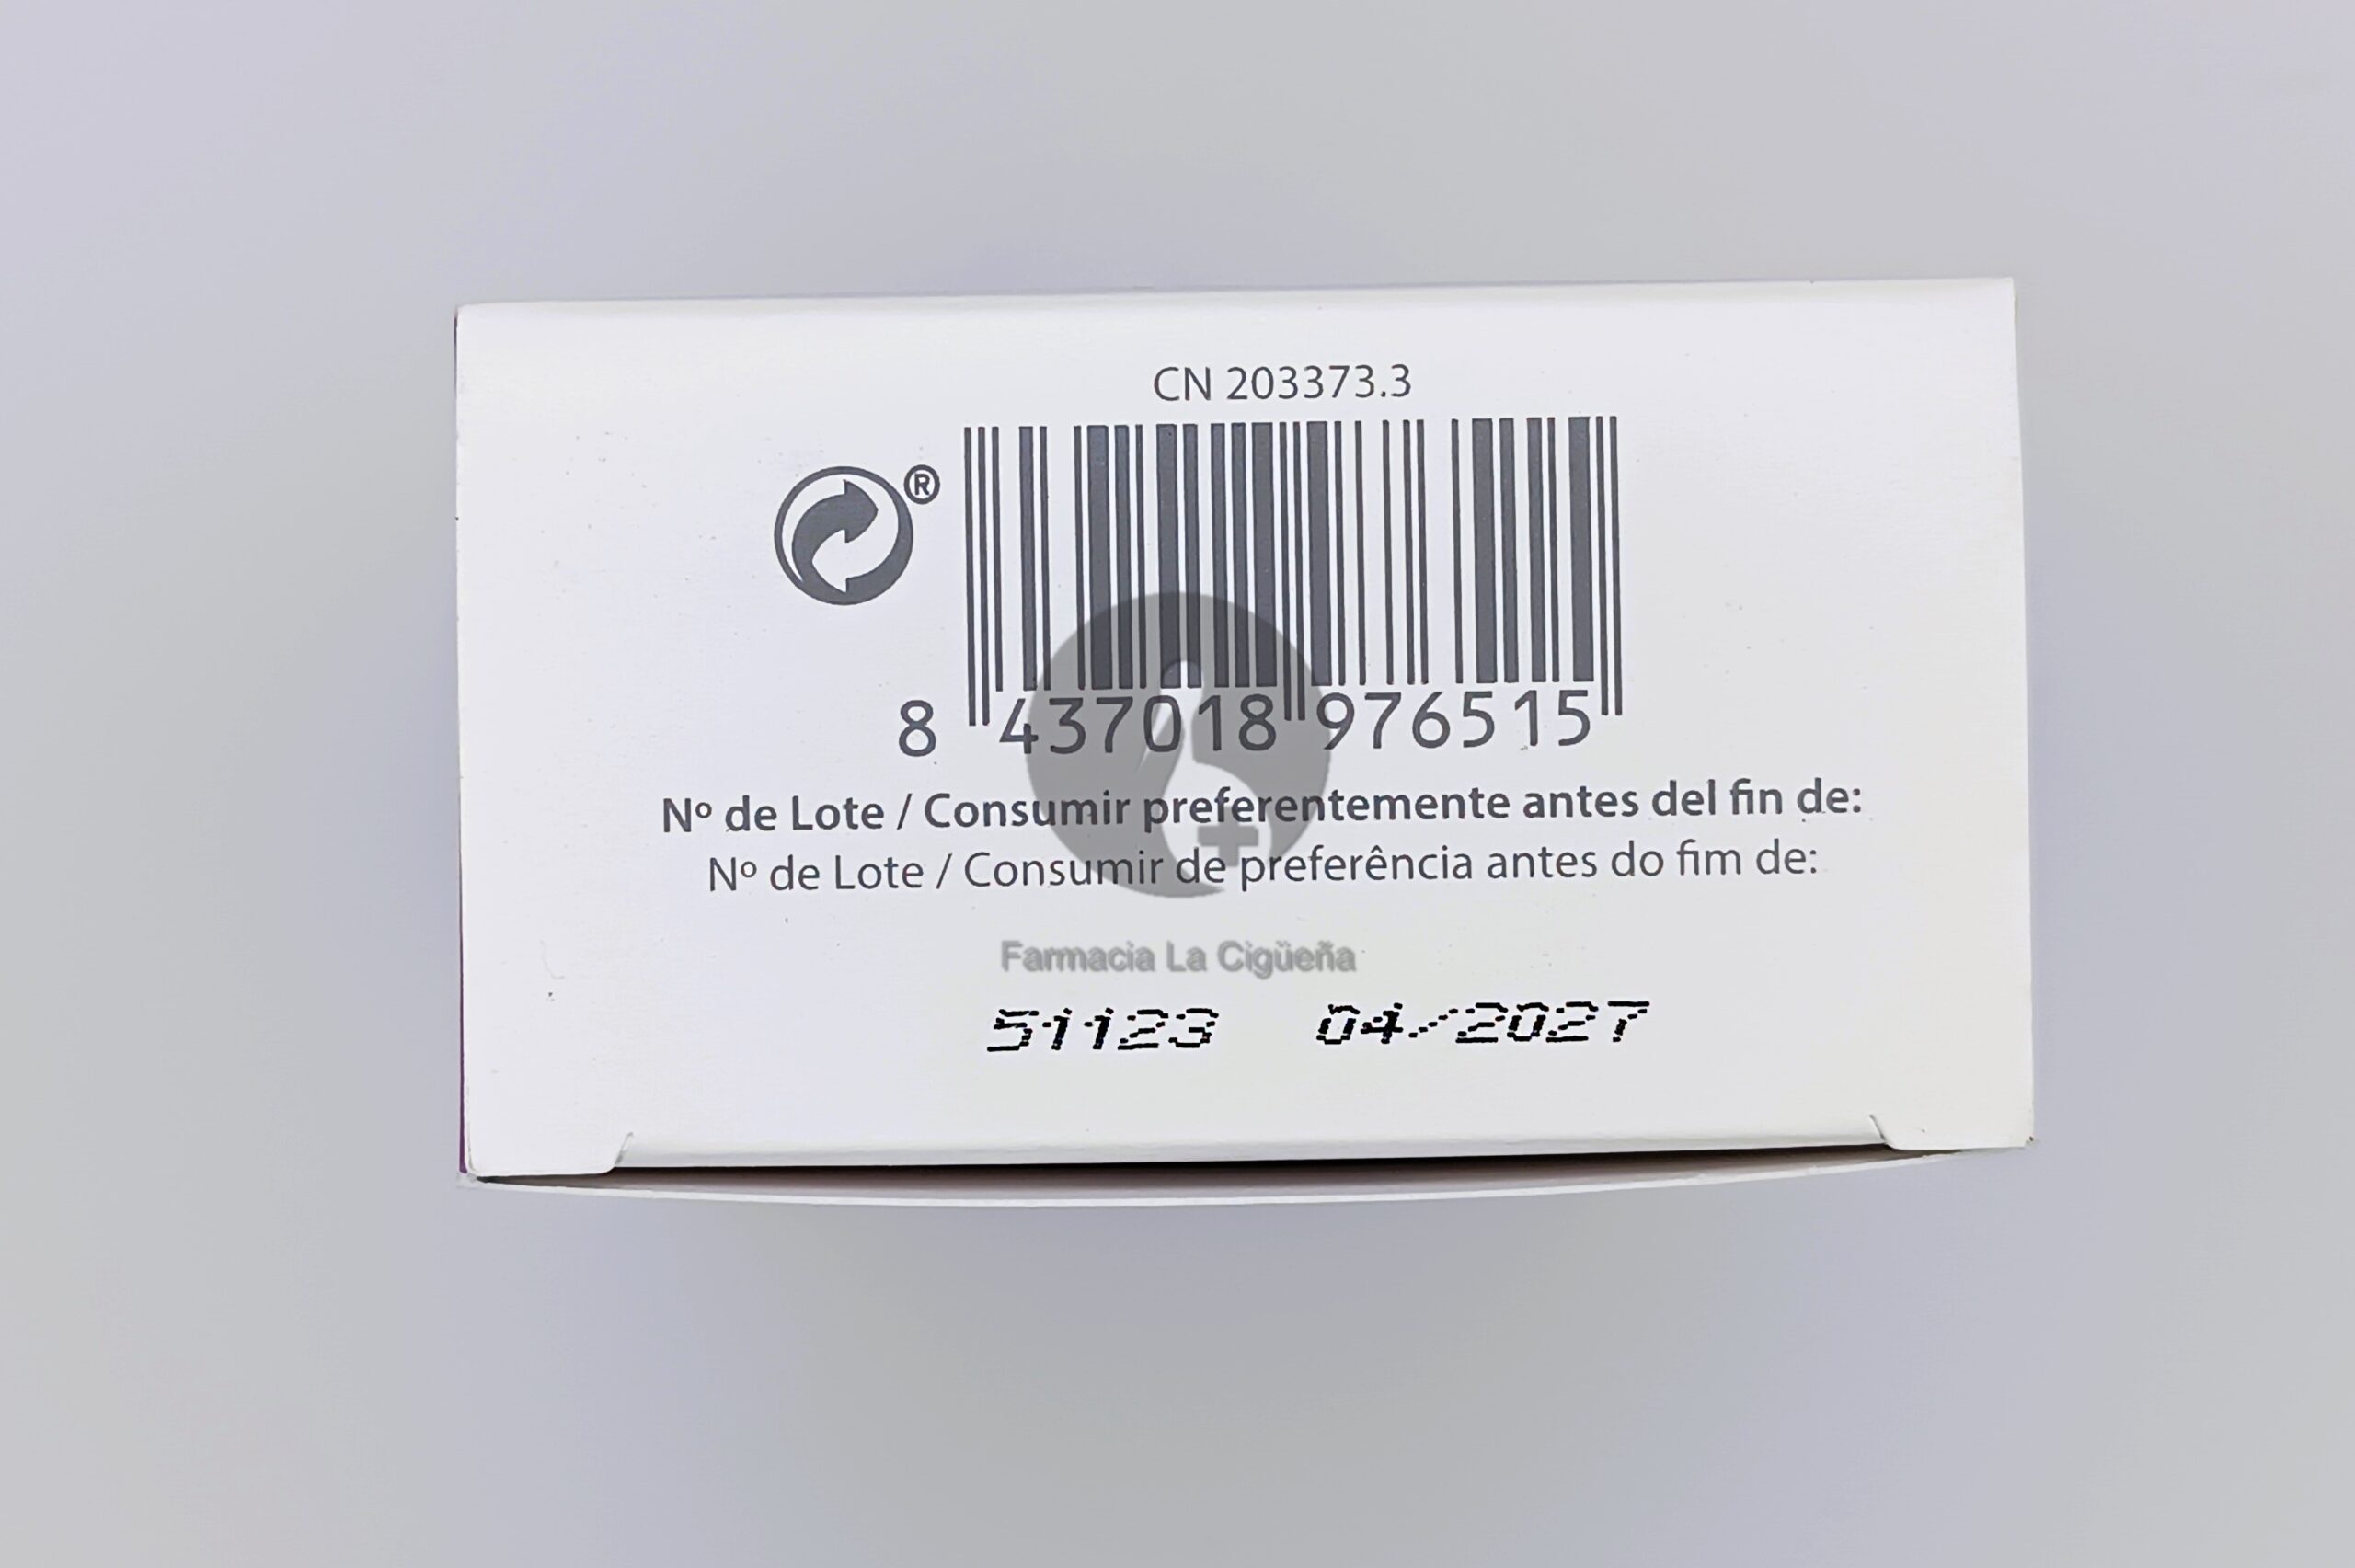 CN 203373.3
®
8 437018 976515
Nº de Lote / Consumir preferentemente antes del fin de:
Nº de Lote / Consumir de preferência antes do fim de:
Farmacia La Cigüeña
51123 04/2027